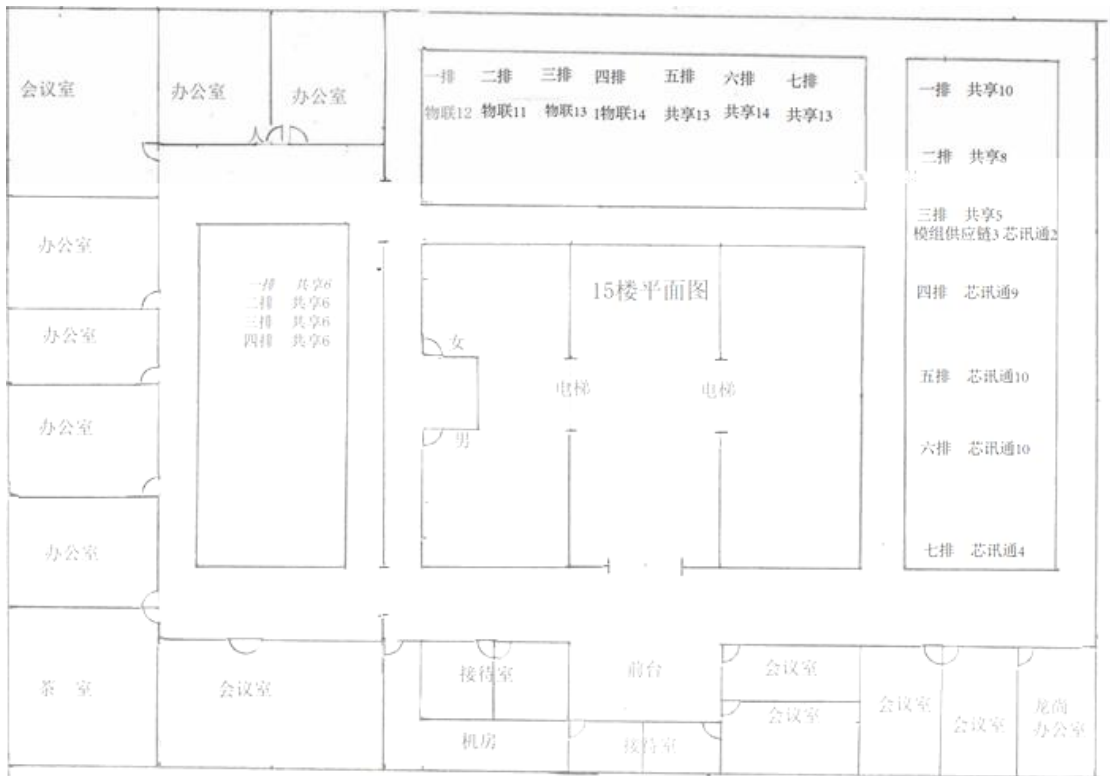 会议室
办公室
办公室
一排 二排 三排 四排 五排 六排 七排
物联12 物联11 物联13 1物联14 共享13 共享14 共享13
一排 共享10
二排 共享8
三排 共享5
模组供应链3 芯讯通2
四排 芯讯通9
五排 芯讯通10
六排 芯讯通10
七排 芯讯通4
办公室
办公室
办公室
办公室
一排 共享6
二排 共享6
三排 共享6
四排 共享6
15楼平面图
女
电梯
电梯
男
茶 室
会议室
接待室
机房
前台
接待室
会议室
会议室
会议室
会议室
龙尚
办公室